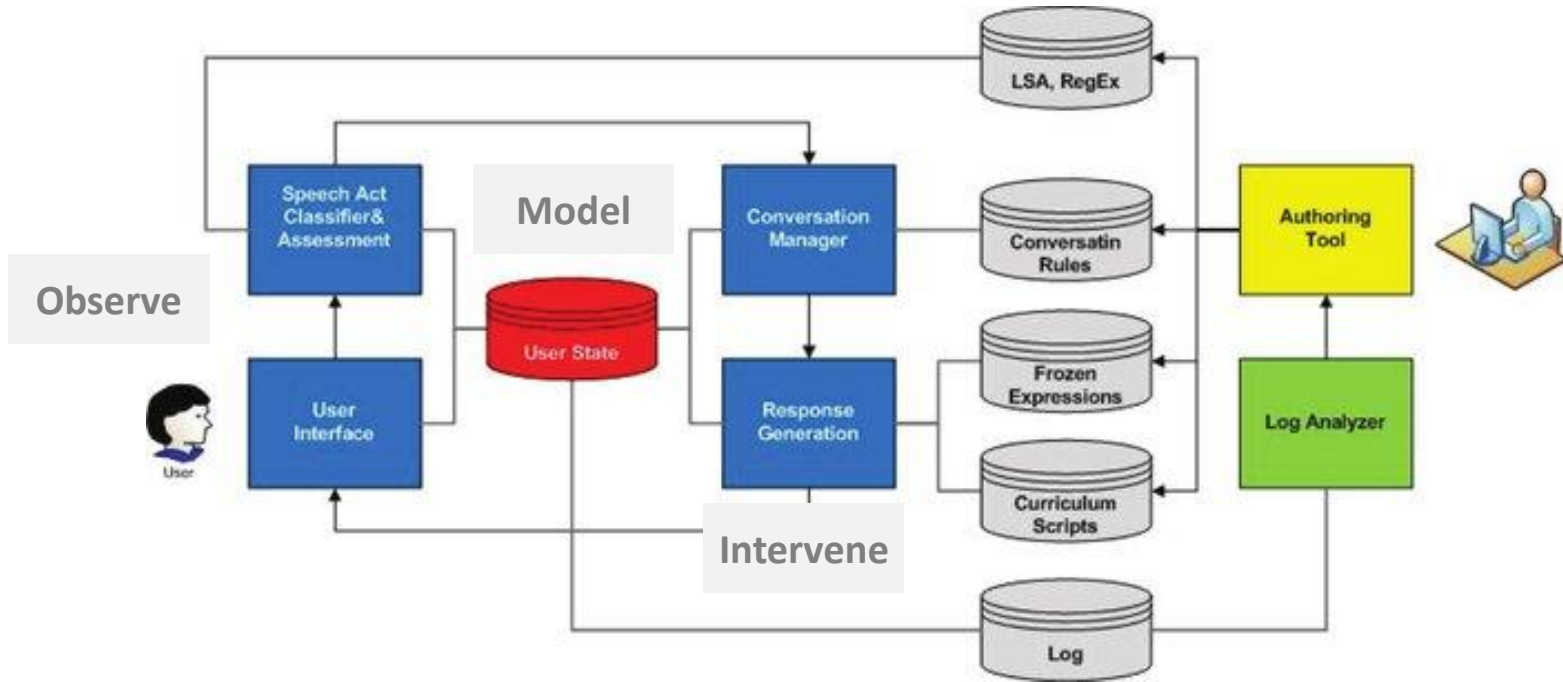 LSA, RegEx
Speech Act
Classifier&
Assessment
Model
Conversation
Manager
Conversatin
Rules
Authoring
Tool
Observe
User State
User
Interface
User
Response
Generation
Frozen
Expressions
Log Analyzer
Curriculum
Scripts
Intervene
Log